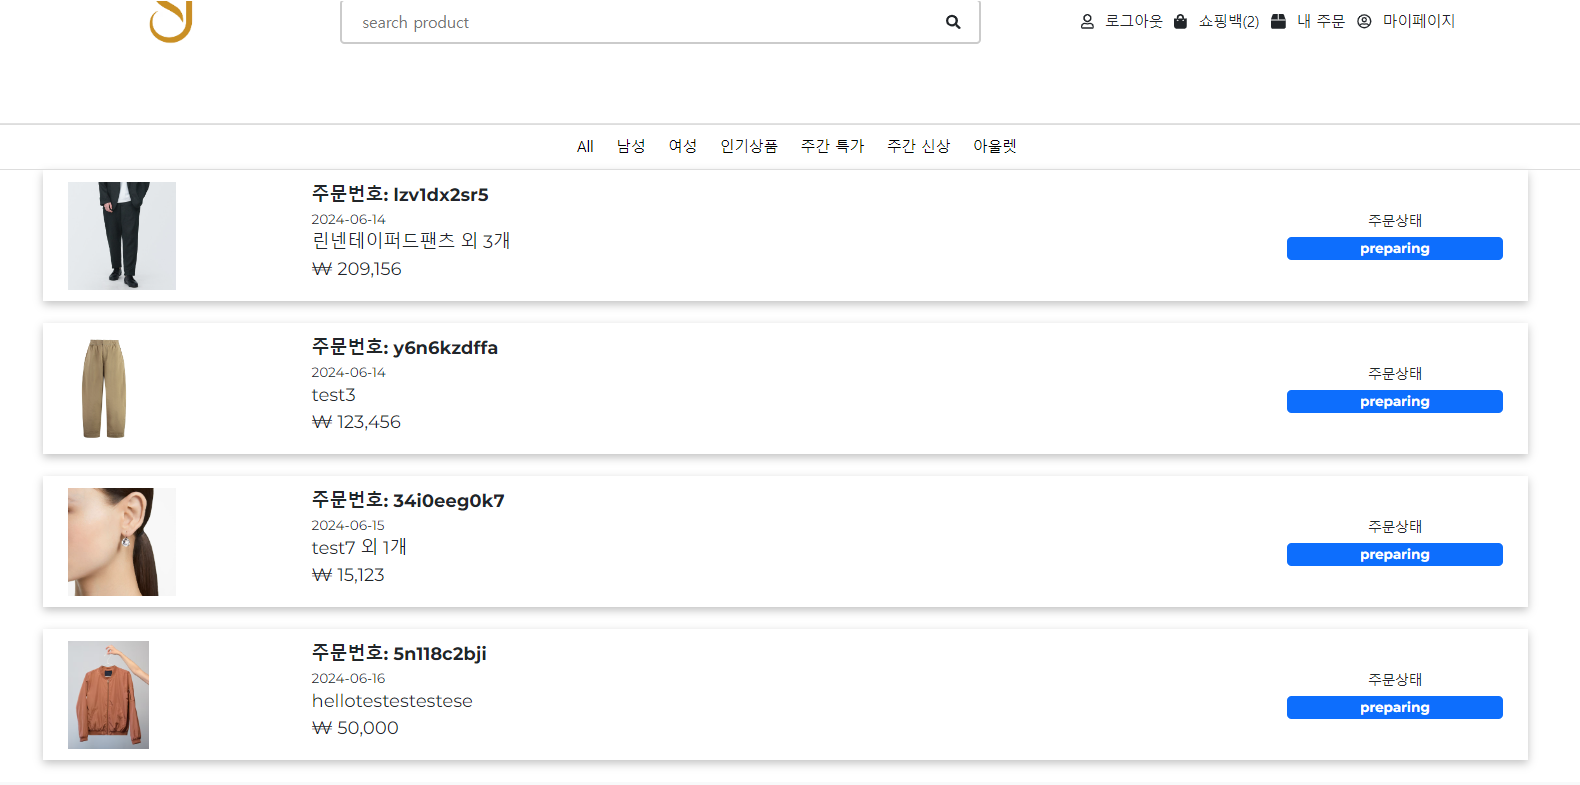 search product
로그아웃 쇼핑백(2) 내 주문 마이페이지
All 남성 여성 인기상품 주간 특가 주간 신상 아울렛
주문번호: lzv1dx2sr5
2024-06-14
린넨테이퍼드팬츠 외 3개
₩ 209,156
주문상태
preparing
주문번호: y6n6kzdffa
2024-06-14
test3
₩ 123,456
주문상태
preparing
주문번호: 34i0eeg0k7
2024-06-15
test7 외 1개
₩ 15,123
주문상태
preparing
주문번호: 5n118c2bji
2024-06-16
hellotestestestese
₩ 50,000
주문상태
preparing